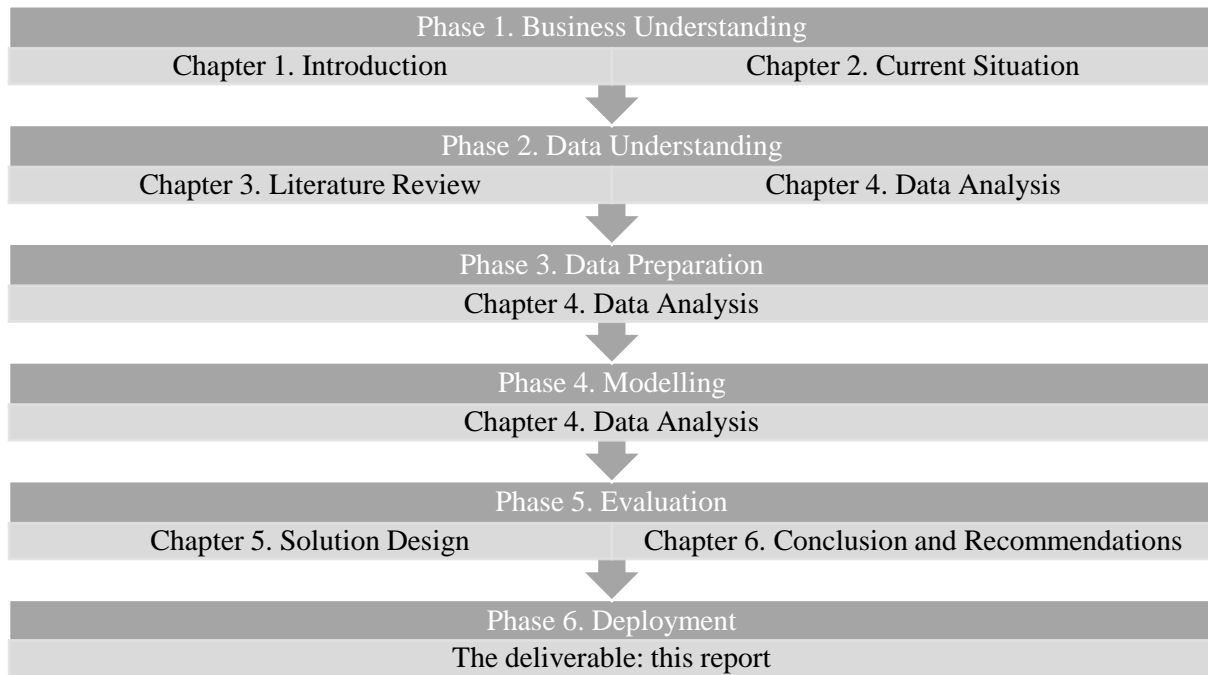 Phase 1. Business Understanding
Chapter 1. Introduction
Chapter 2. Current Situation
Phase 2. Data Understanding
Chapter 3. Literature Review
Chapter 4. Data Analysis
Phase 3. Data Preparation
Chapter 4. Data Analysis
Phase 4. Modelling
Chapter 4. Data Analysis
Phase 5. Evaluation
Chapter 5. Solution Design
Chapter 6. Conclusion and Recommendations
Phase 6. Deployment
The deliverable: this report